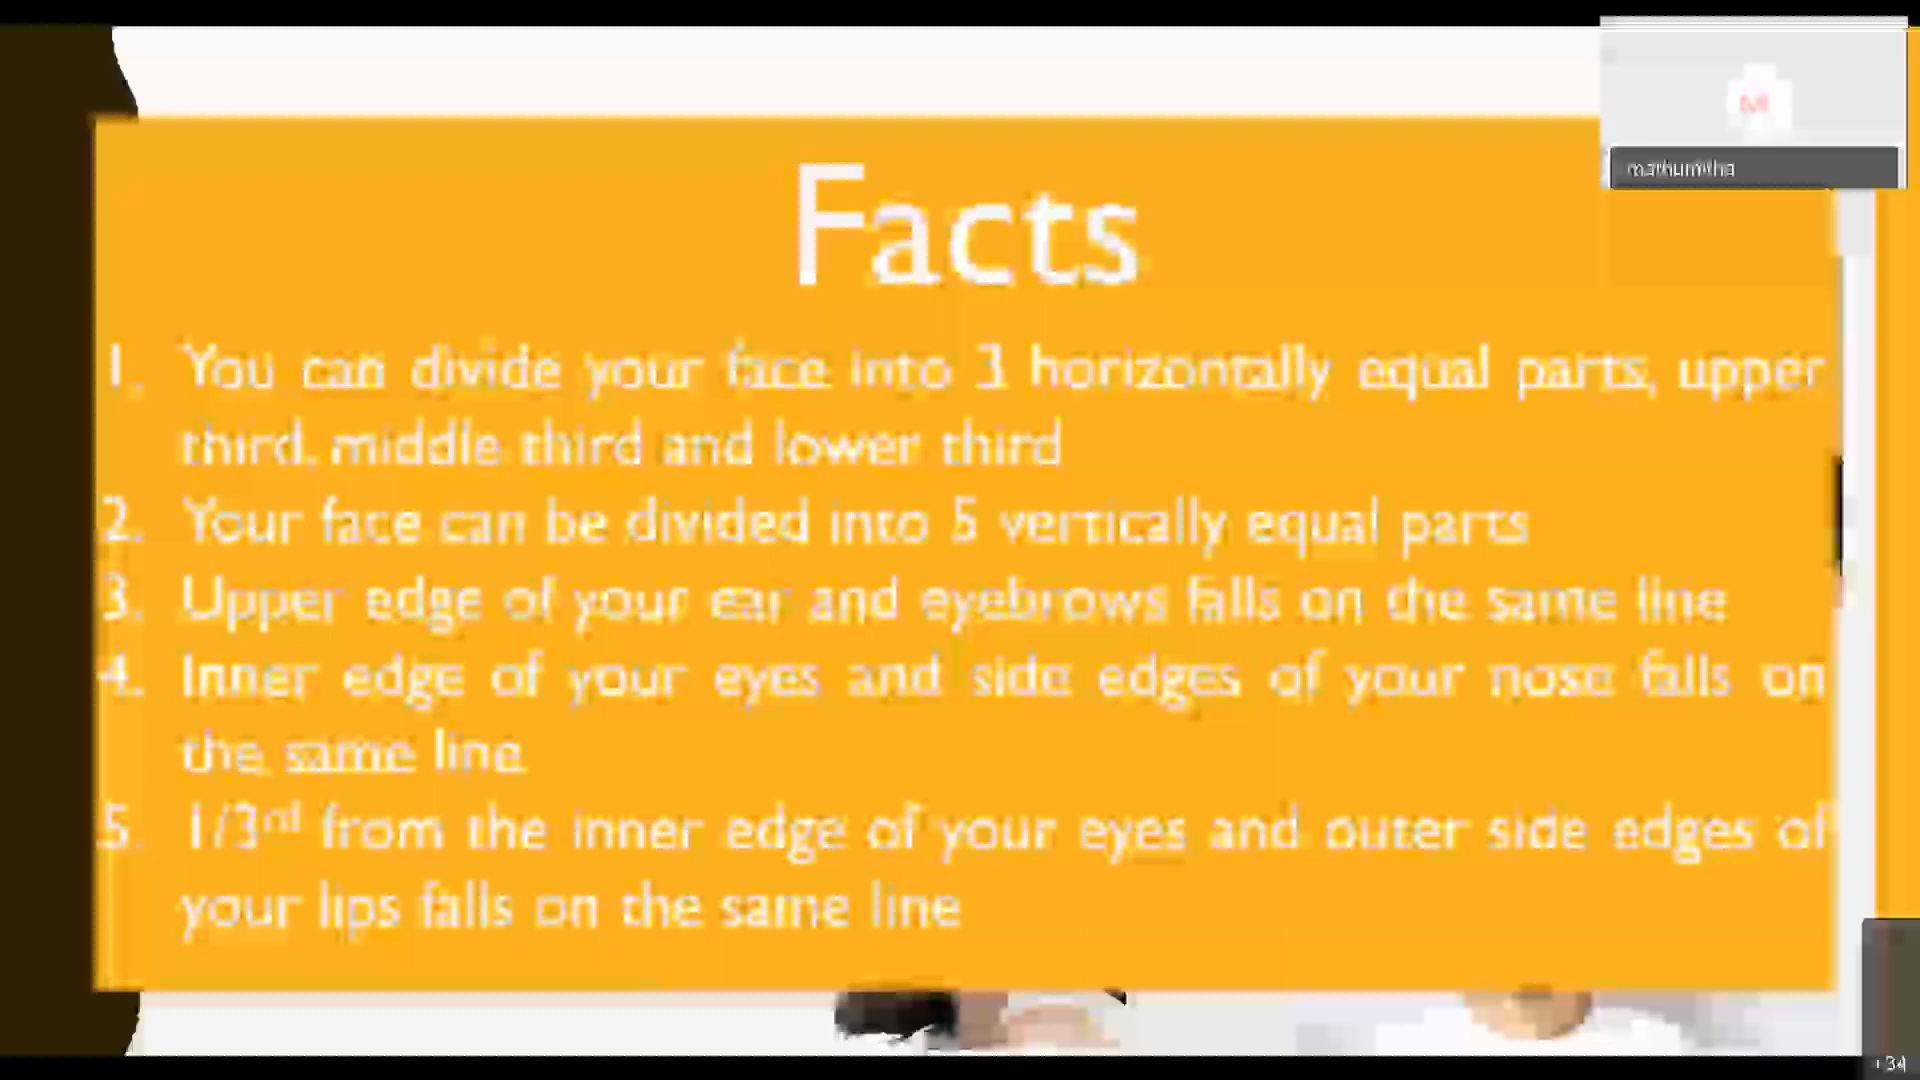 mathumitha
Facts
1. You can divide your face into 3 horizontally equal parts, upper
third, middle third and lower third
2. Your face can be divided into 5 vertically equal parts
3. Upper edge of your ear and eyebrows falls on the same line
4. Inner edge of your eyes and side edges of your nose falls on
the same line
5. 1/3rd from the inner edge of your eyes and outer side edges of
your lips falls on the same line